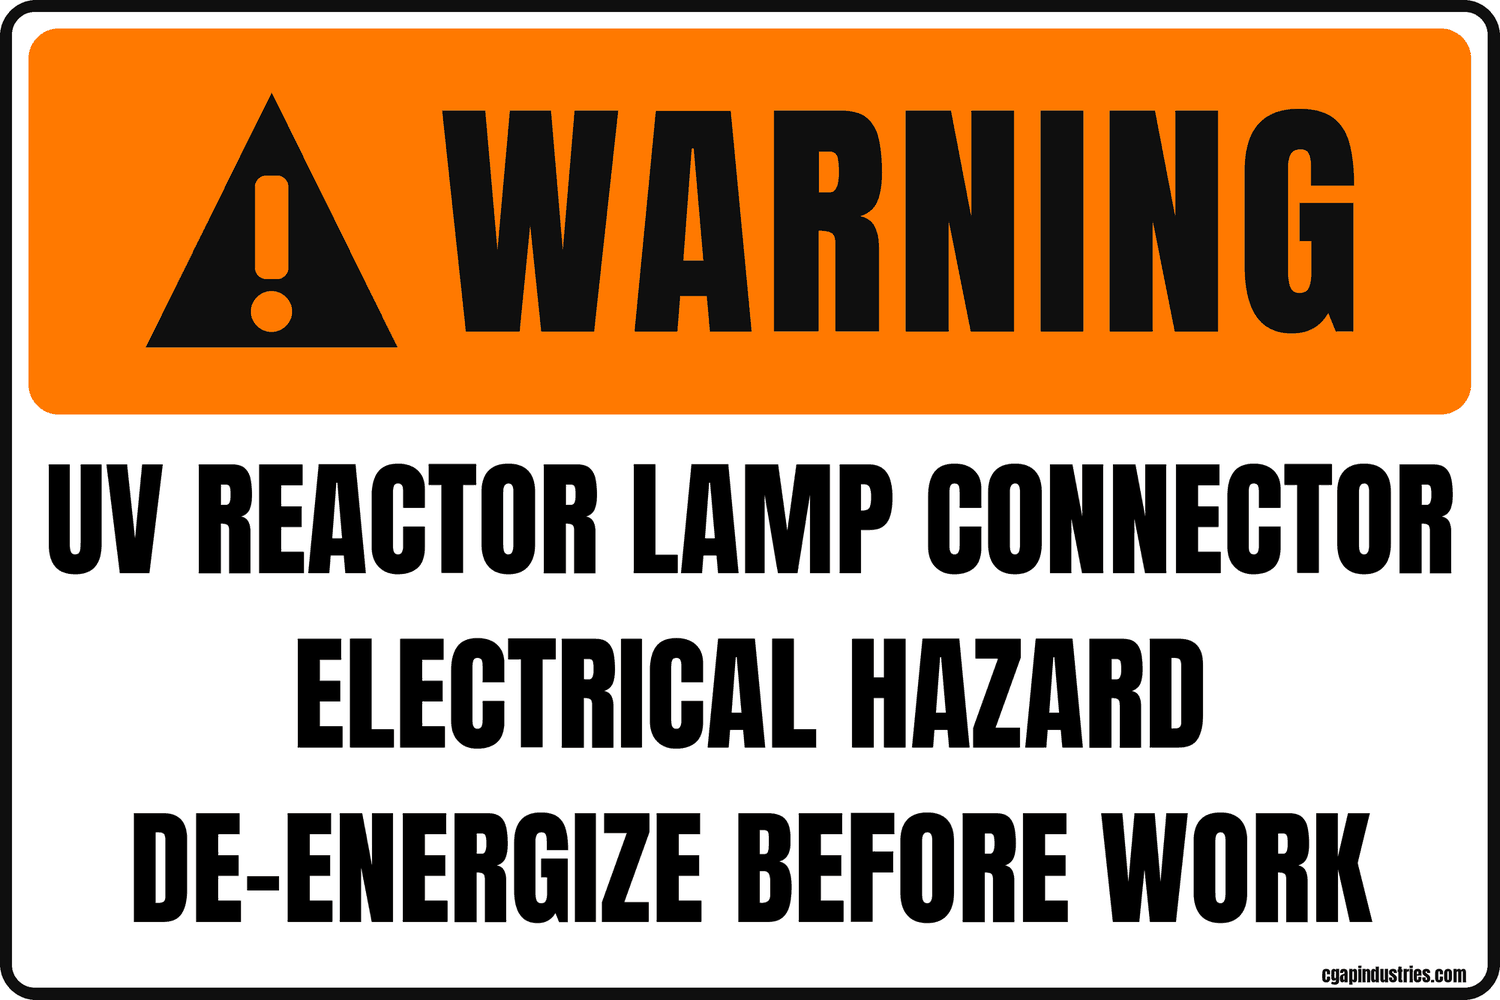 WARNING
UV REACTOR LAMP CONNECTOR
ELECTRICAL HAZARD
DE-ENERGIZE BEFORE WORK
cgapindustries.com